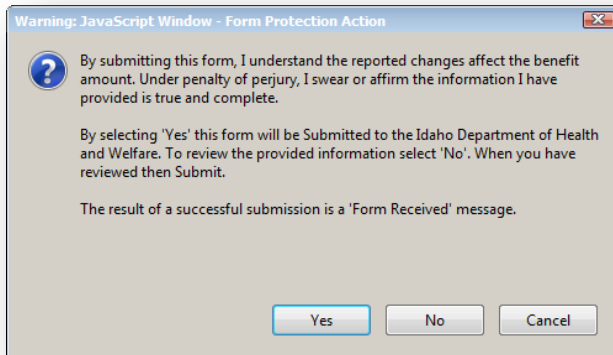 Warning: JavaScript Window - Form Protection Action
By submitting this form, I understand the reported changes affect the benefit
amount. Under penalty of perjury, I swear or affirm the information I have
provided is true and complete.
By selecting 'Yes' this form will be Submitted to the Idaho Department of Health
and Welfare. To review the provided information select 'No'. When you have
reviewed then Submit.
The result of a successful submission is a 'Form Received' message.
Yes
No
Cancel